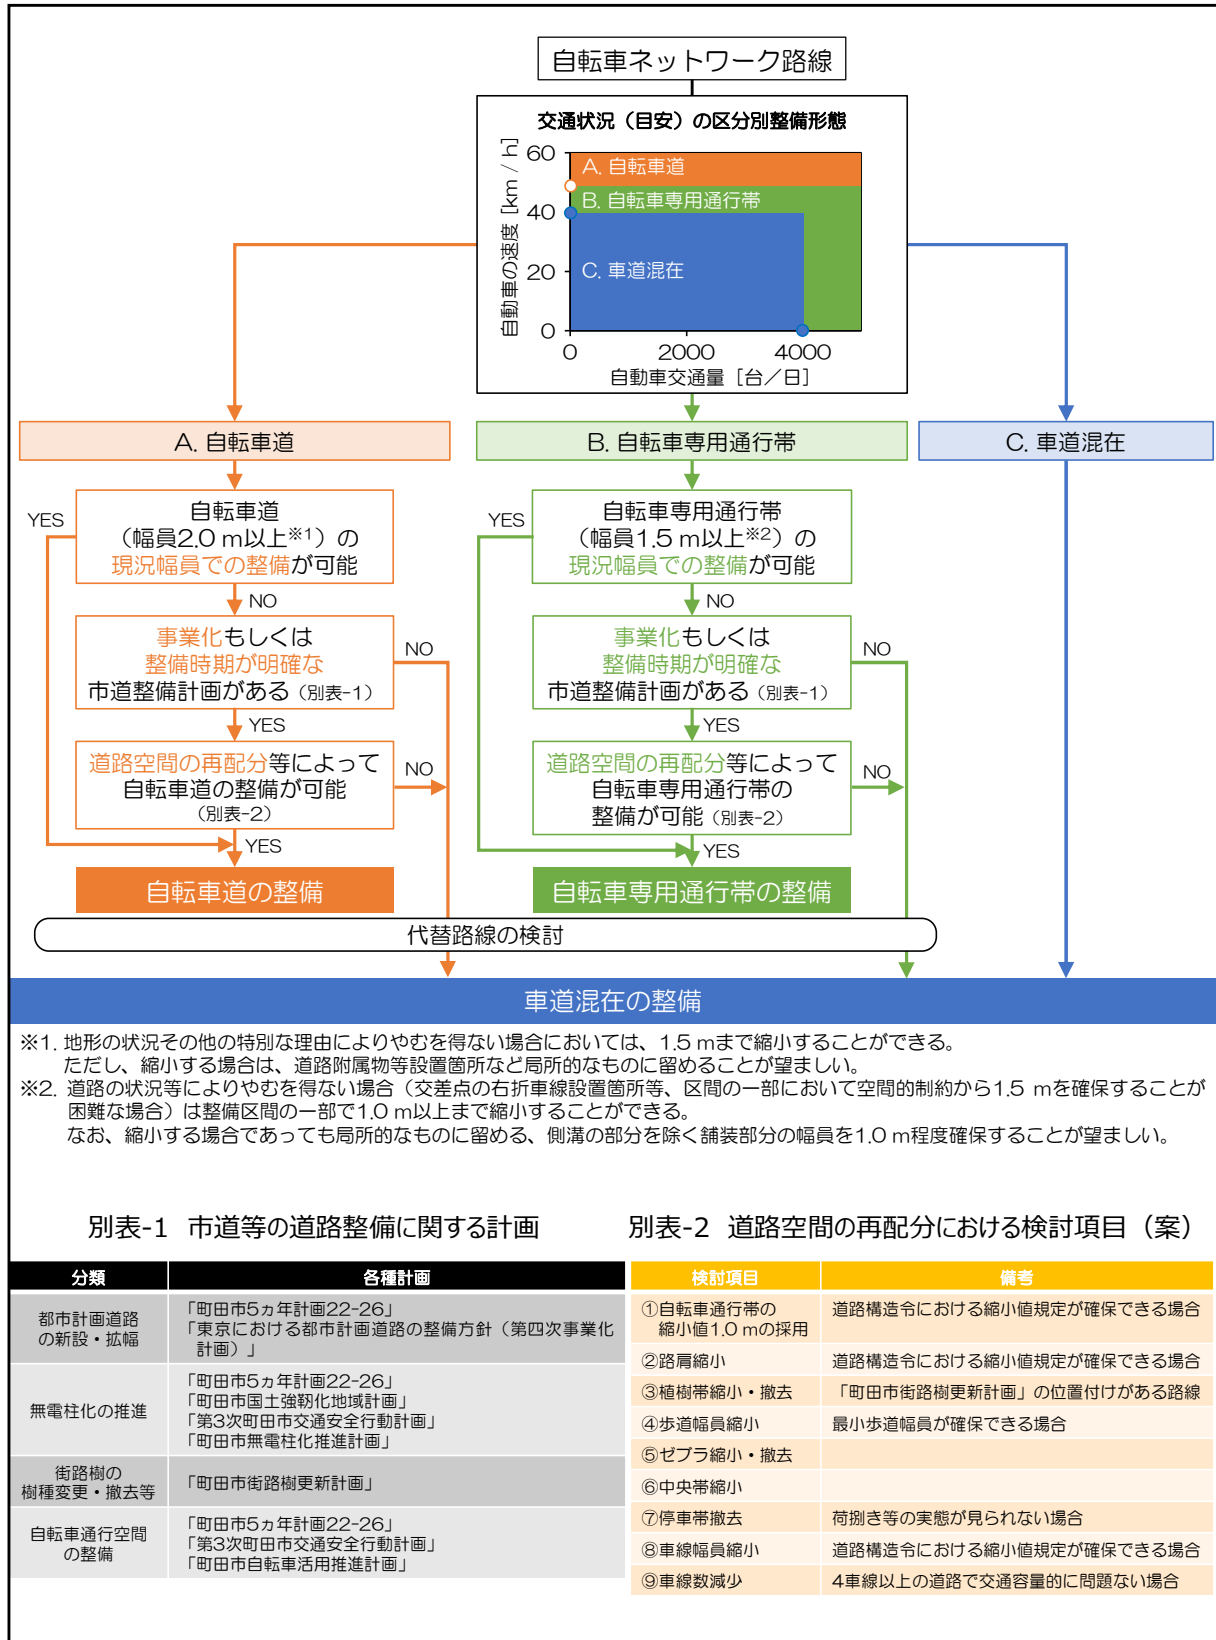 自転車ネットワーク路線
交通状況（目安）の区分別整備形態
自動車の速度 [km / h]
60
40
20
0
A. 自転車道
B. 自転車専用通行帯
C. 車道混在
0
2000
4000
自動車交通量 [台／日]
A. 自転車道
B. 自転車専用通行帯
C. 車道混在
YES
自転車道
（幅員2.0 m以上※1）の
現況幅員での整備が可能
NO
事業化もしくは
整備時期が明確な
市道整備計画がある（別表-1）
NO
YES
道路空間の再配分等によって
自転車道の整備が可能
（別表-2）
NO
YES
自転車道の整備
YES
自転車専用通行帯
（幅員1.5 m以上※2）の
現況幅員での整備が可能
NO
事業化もしくは
整備時期が明確な
市道整備計画がある（別表-1）
NO
YES
道路空間の再配分等によって
自転車専用通行帯の
整備が可能（別表-2）
NO
YES
自転車専用通行帯の整備
代替路線の検討
車道混在の整備
※1. 地形の状況その他の特別な理由によりやむを得ない場合においては、1.5 mまで縮小することができる。
ただし、縮小する場合は、道路附属物等設置箇所など局所的なものに留めることが望ましい。
※2. 道路の状況等によりやむを得ない場合（交差点の右折車線設置箇所等、区間の一部において空間的制約から1.5 mを確保することが
困難な場合）は整備区間の一部で1.0 m以上まで縮小することができる。
なお、縮小する場合であっても局所的なものに留める、側溝の部分を除く舗装部分の幅員を1.0 m程度確保することが望ましい。
別表-1 市道等の道路整備に関する計画
分類 各種計画
都市計画道路
の新設・拡幅
「町田市5ヵ年計画22-26」
「東京における都市計画道路の整備方針（第四次事業化
計画）」
無電柱化の推進
「町田市5ヵ年計画22-26」
「町田市国土強靭化地域計画」
「第3次町田市交通安全行動計画」
「町田市無電柱化推進計画」
街路樹の
樹種変更・撤去等
「町田市街路樹更新計画」
自転車通行空間
の整備
「町田市5ヵ年計画22-26」
「第3次町田市交通安全行動計画」
「町田市自転車活用推進計画」
別表-2 道路空間の再配分における検討項目（案）
検討項目 備考
①自転車通行帯の
縮小値1.0 mの採用
道路構造令における縮小値規定が確保できる場合
②路肩縮小 道路構造令における縮小値規定が確保できる場合
③植樹帯縮小・撤去 「町田市街路樹更新計画」の位置付けがある路線
④歩道幅員縮小 最小歩道幅員が確保できる場合
⑤ゼブラ縮小・撤去
⑥中央帯縮小
⑦停車帯撤去 荷捌き等の実態が見られない場合
⑧車線幅員縮小 道路構造令における縮小値規定が確保できる場合
⑨車線数減少 4車線以上の道路で交通容量的に問題ない場合